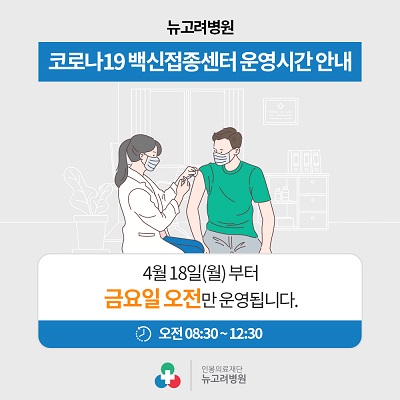 뉴고려병원
코로나19 백신접종센터 운영시간 안내
4월 18일(월) 부터
금요일 오전만 운영됩니다.
오전 08:30 ~ 12:30
인봉의료재단
뉴고려병원